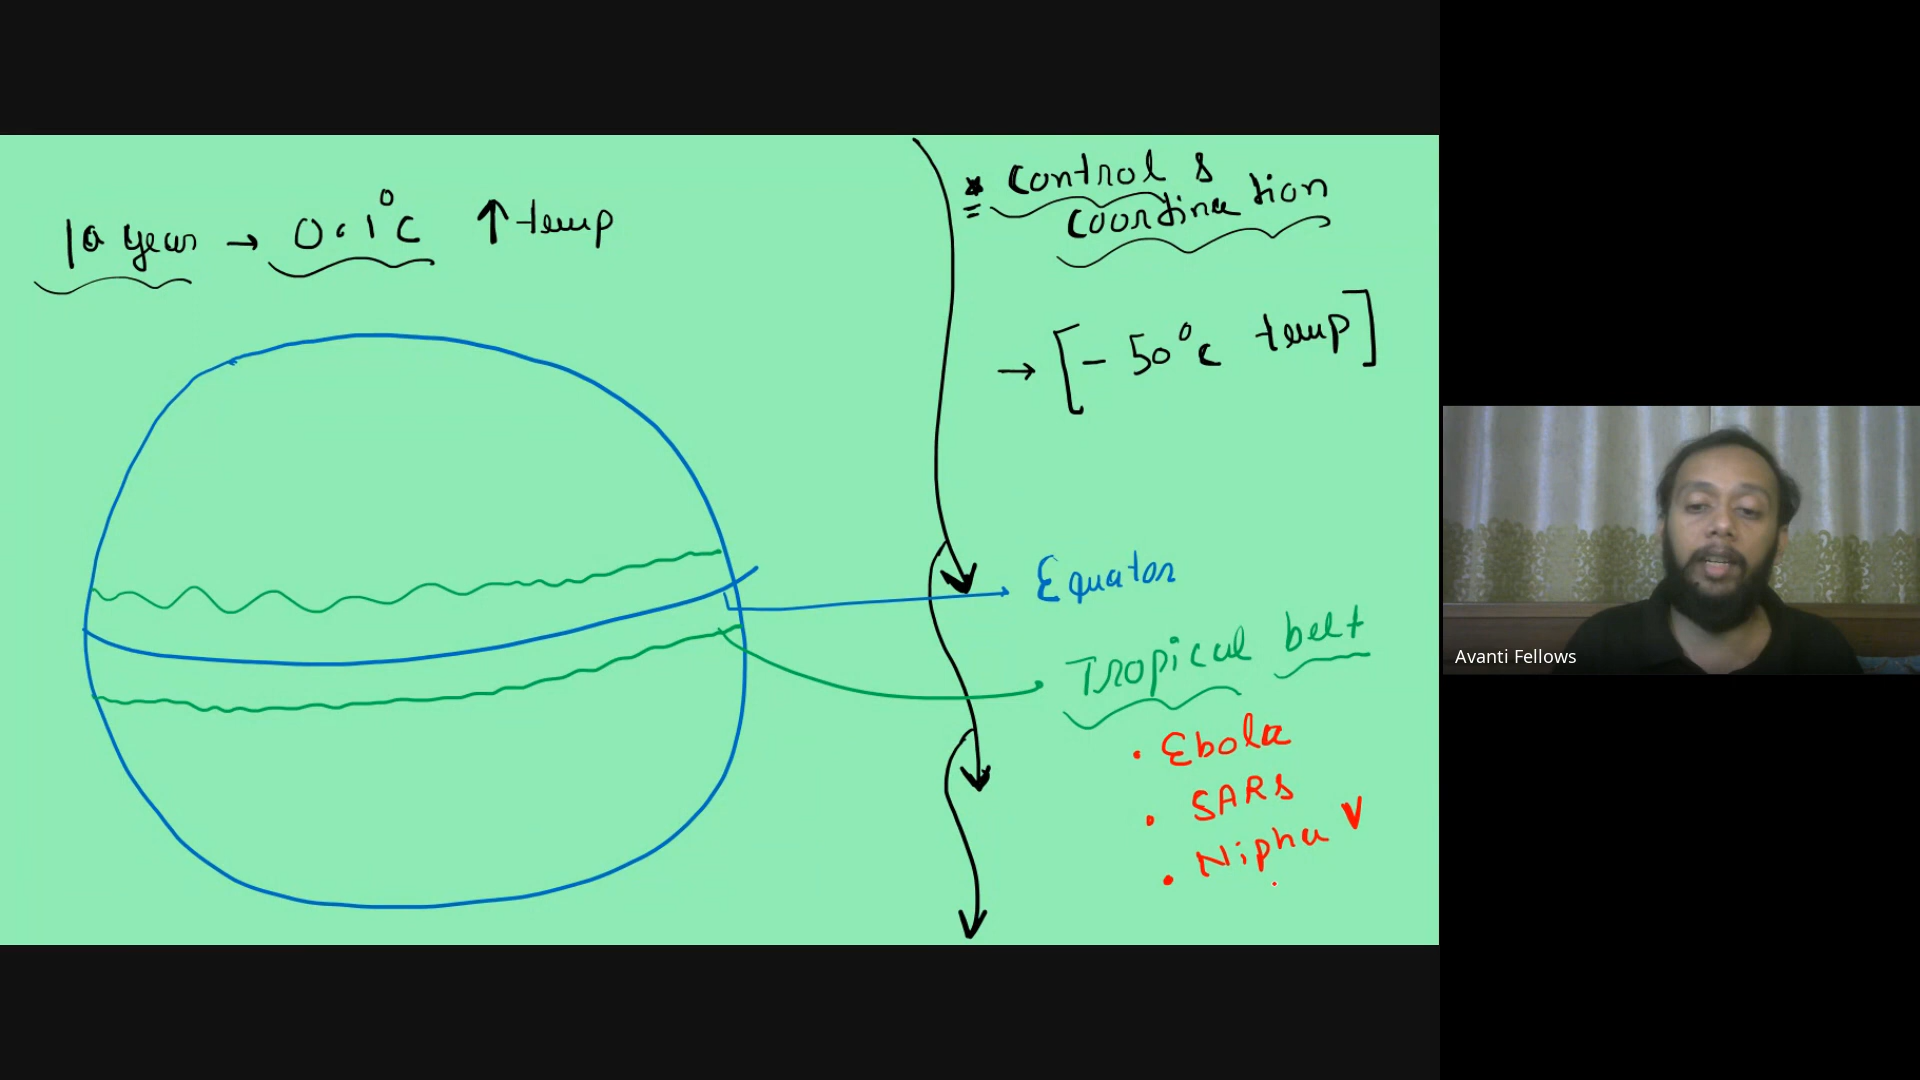 10 year → 0.1°C ↑ temp
* Control &
Coordination
→ [- 50°C temp]
Equator
Tropical belt
• Ebola
• SARS
• Nipha V
Avanti Fellows